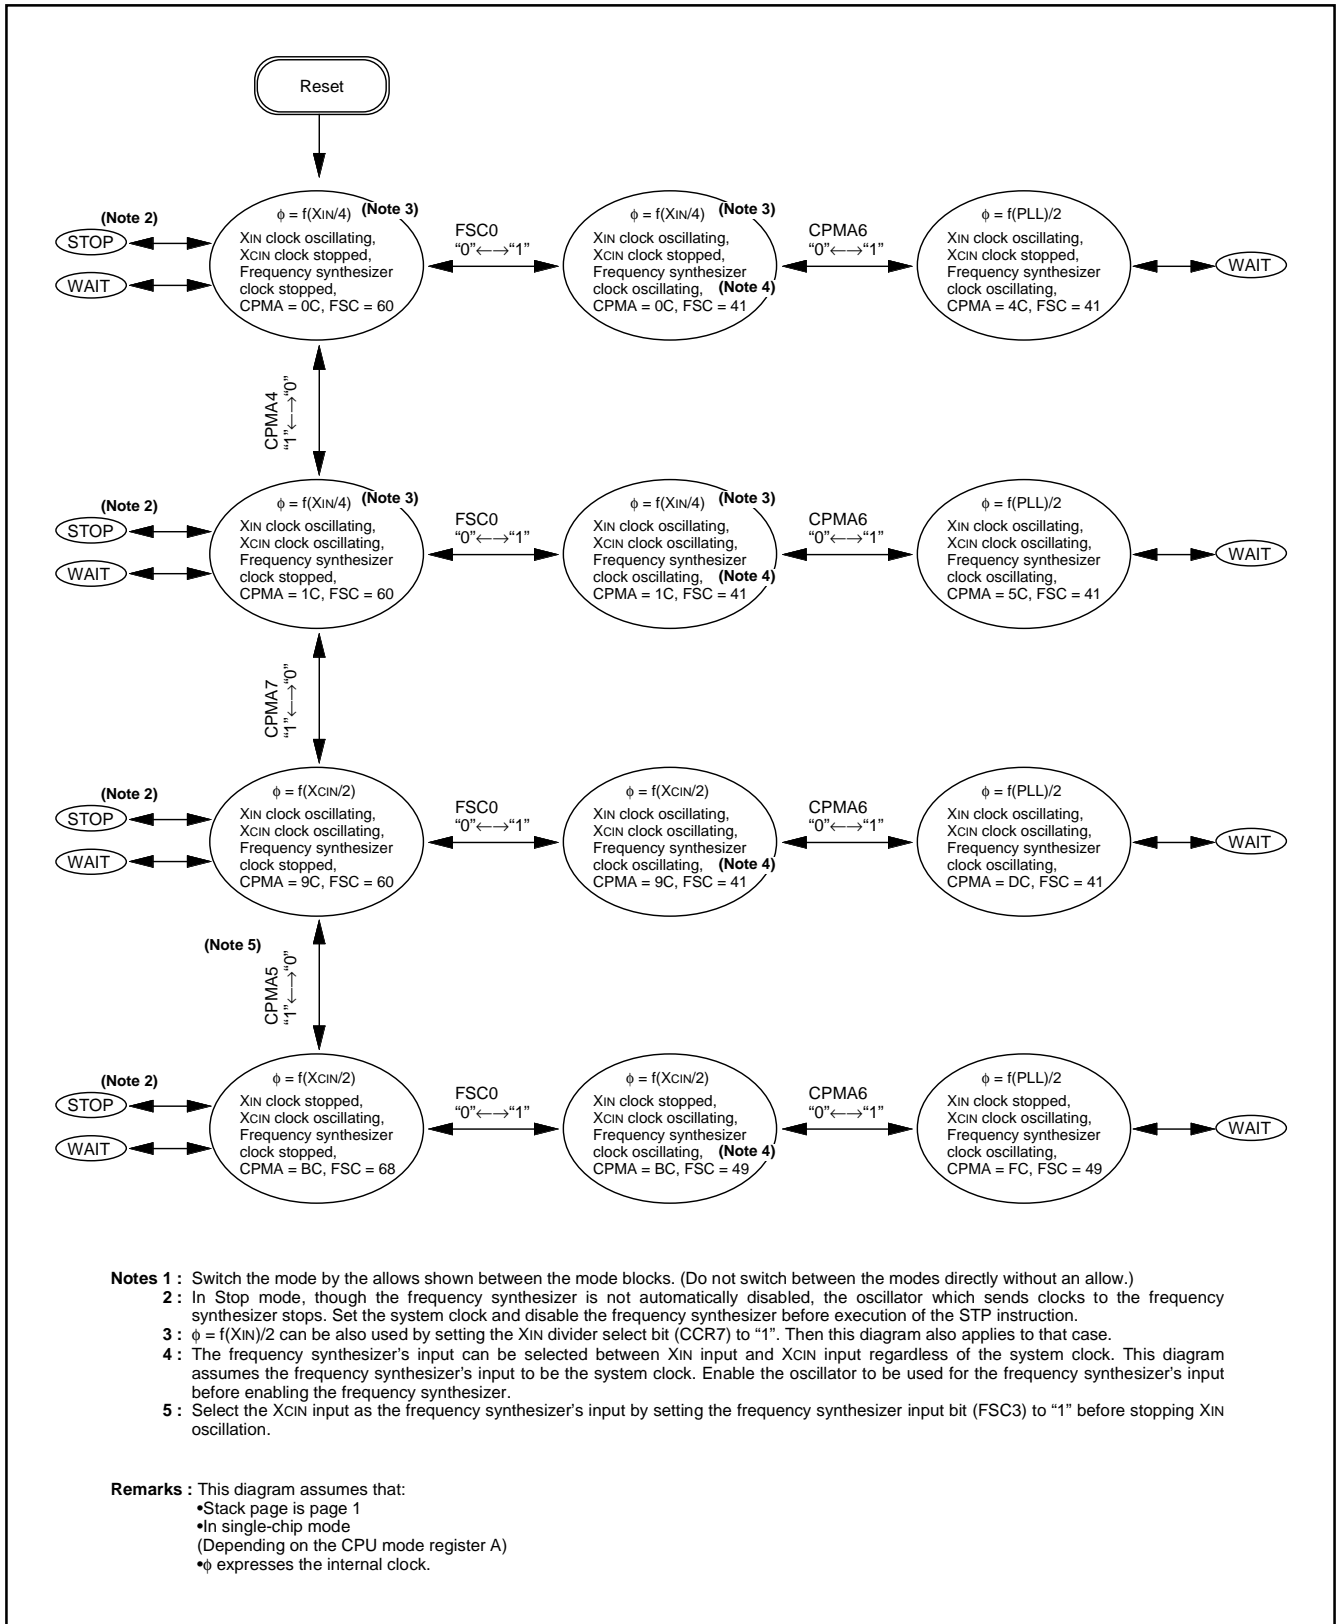 Reset
(Note 2)
STOP
WAIT
ϕ = f(XIN/4) (Note 3)
XIN clock oscillating,
XCIN clock stopped,
Frequency synthesizer
clock stopped,
CPMA = 0C, FSC = 60
FSC0
“0”←→“1”
ϕ = f(XIN/4) (Note 3)
XIN clock oscillating,
XCIN clock stopped,
Frequency synthesizer
clock oscillating, (Note 4)
CPMA = 0C, FSC = 41
CPMA6
“0”←→“1”
ϕ = f(PLL)/2
XIN clock oscillating,
XCIN clock stopped,
Frequency synthesizer
clock oscillating,
CPMA = 4C, FSC = 41
WAIT
CPMA4
“1”←→“0”
(Note 2)
STOP
WAIT
ϕ = f(XIN/4) (Note 3)
XIN clock oscillating,
XCIN clock oscillating,
Frequency synthesizer
clock stopped,
CPMA = 1C, FSC = 60
FSC0
“0”←→“1”
ϕ = f(XIN/4) (Note 3)
XIN clock oscillating,
XCIN clock oscillating,
Frequency synthesizer
clock oscillating, (Note 4)
CPMA = 1C, FSC = 41
CPMA6
“0”←→“1”
ϕ = f(PLL)/2
XIN clock oscillating,
XCIN clock oscillating,
Frequency synthesizer
clock oscillating,
CPMA = 5C, FSC = 41
WAIT
CPMA7
“1”←→“0”
(Note 2)
STOP
WAIT
ϕ = f(XCIN/2)
XIN clock oscillating,
XCIN clock oscillating,
Frequency synthesizer
clock stopped,
CPMA = 9C, FSC = 60
FSC0
“0”←→“1”
ϕ = f(XCIN/2)
XIN clock oscillating,
XCIN clock oscillating,
Frequency synthesizer
clock oscillating, (Note 4)
CPMA = 9C, FSC = 41
CPMA6
“0”←→“1”
ϕ = f(PLL)/2
XIN clock oscillating,
XCIN clock oscillating,
Frequency synthesizer
clock oscillating,
CPMA = DC, FSC = 41
WAIT
(Note 5)
CPMA5
“1”←→“0”
(Note 2)
STOP
WAIT
ϕ = f(XCIN/2)
XIN clock stopped,
XCIN clock oscillating,
Frequency synthesizer
clock stopped,
CPMA = BC, FSC = 68
FSC0
“0”←→“1”
ϕ = f(XCIN/2)
XIN clock stopped,
XCIN clock oscillating,
Frequency synthesizer
clock oscillating, (Note 4)
CPMA = BC, FSC = 49
CPMA6
“0”←→“1”
ϕ = f(PLL)/2
XIN clock stopped,
XCIN clock oscillating,
Frequency synthesizer
clock oscillating,
CPMA = FC, FSC = 49
WAIT
Notes 1 : Switch the mode by the allows shown between the mode blocks. (Do not switch between the modes directly without an allow.)
2 : In Stop mode, though the frequency synthesizer is not automatically disabled, the oscillator which sends clocks to the frequency
synthesizer stops. Set the system clock and disable the frequency synthesizer before execution of the STP instruction.
3 : ϕ = f(XIN)/2 can be also used by setting the XIN divider select bit (CCR7) to “1”. Then this diagram also applies to that case.
4 : The frequency synthesizer’s input can be selected between XIN input and XCIN input regardless of the system clock. This diagram
assumes the frequency synthesizer’s input to be the system clock. Enable the oscillator to be used for the frequency synthesizer’s input
before enabling the frequency synthesizer.
5 : Select the XCIN input as the frequency synthesizer’s input by setting the frequency synthesizer input bit (FSC3) to “1” before stopping XIN
oscillation.
Remarks : This diagram assumes that:
•Stack page is page 1
•In single-chip mode
(Depending on the CPU mode register A)
•ϕ expresses the internal clock.